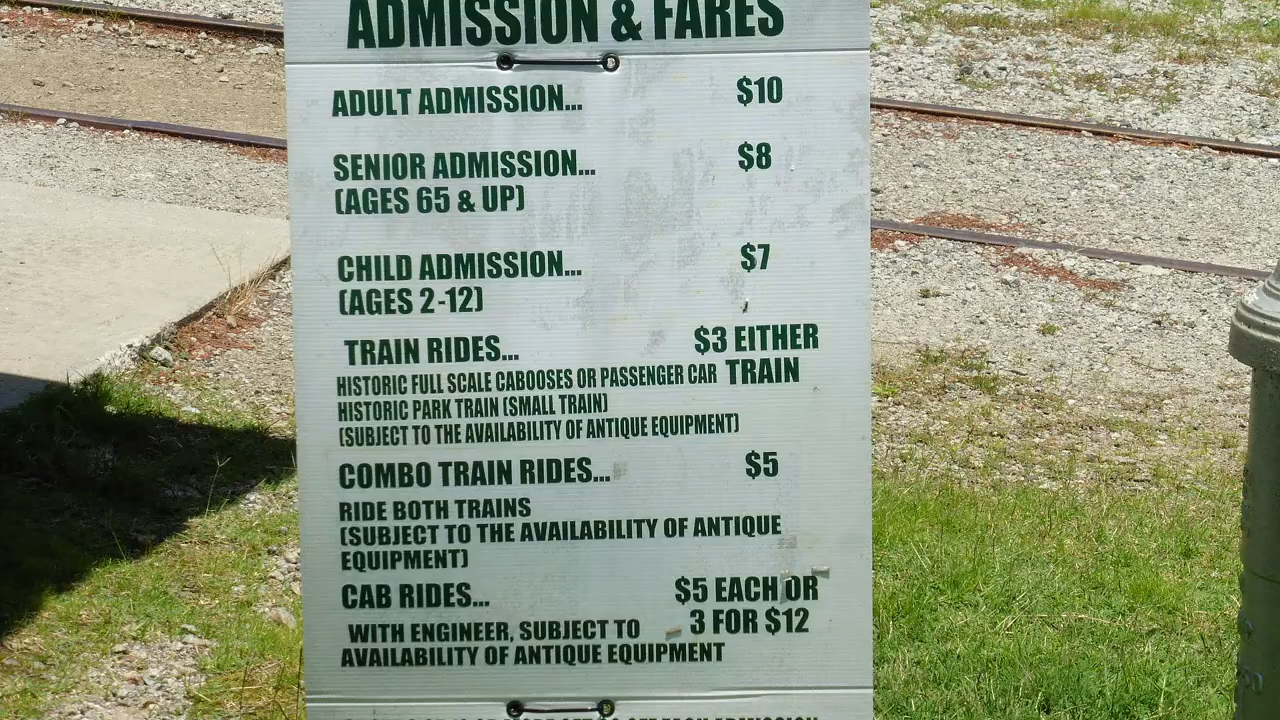 ADMISSION & FARES
ADULT ADMISSION... $10
SENIOR ADMISSION... $8
(AGES 65 & UP)
CHILD ADMISSION... $7
(AGES 2-12)
TRAIN RIDES... $3 EITHER
HISTORIC FULL SCALE CABOOSES OR PASSENGER CAR TRAIN
HISTORIC PARK TRAIN (SMALL TRAIN)
(SUBJECT TO THE AVAILABILITY OF ANTIQUE EQUIPMENT)
COMBO TRAIN RIDES... $5
RIDE BOTH TRAINS
(SUBJECT TO THE AVAILABILITY OF ANTIQUE
EQUIPMENT)
CAB RIDES... $5 EACH OR
WITH ENGINEER, SUBJECT TO 3 FOR $12
AVAILABILITY OF ANTIQUE EQUIPMENT